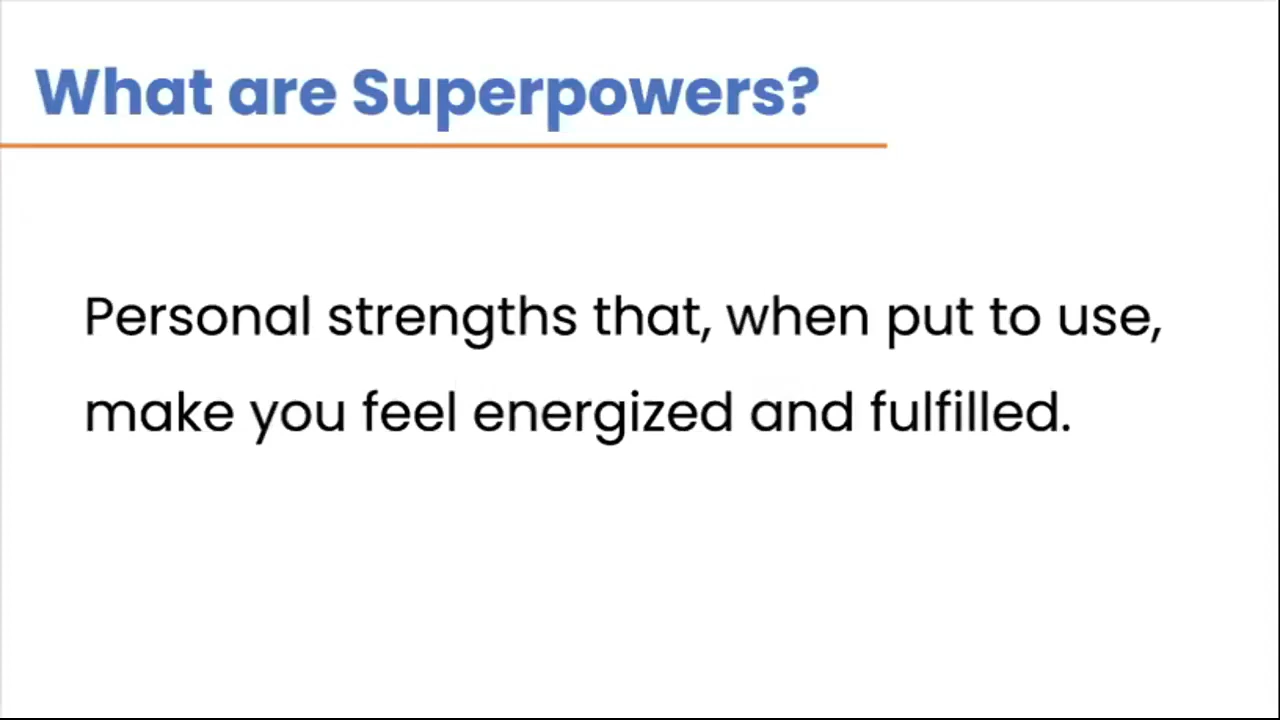 What are Superpowers?
Personal strengths that, when put to use,
make you feel energized and fulfilled.